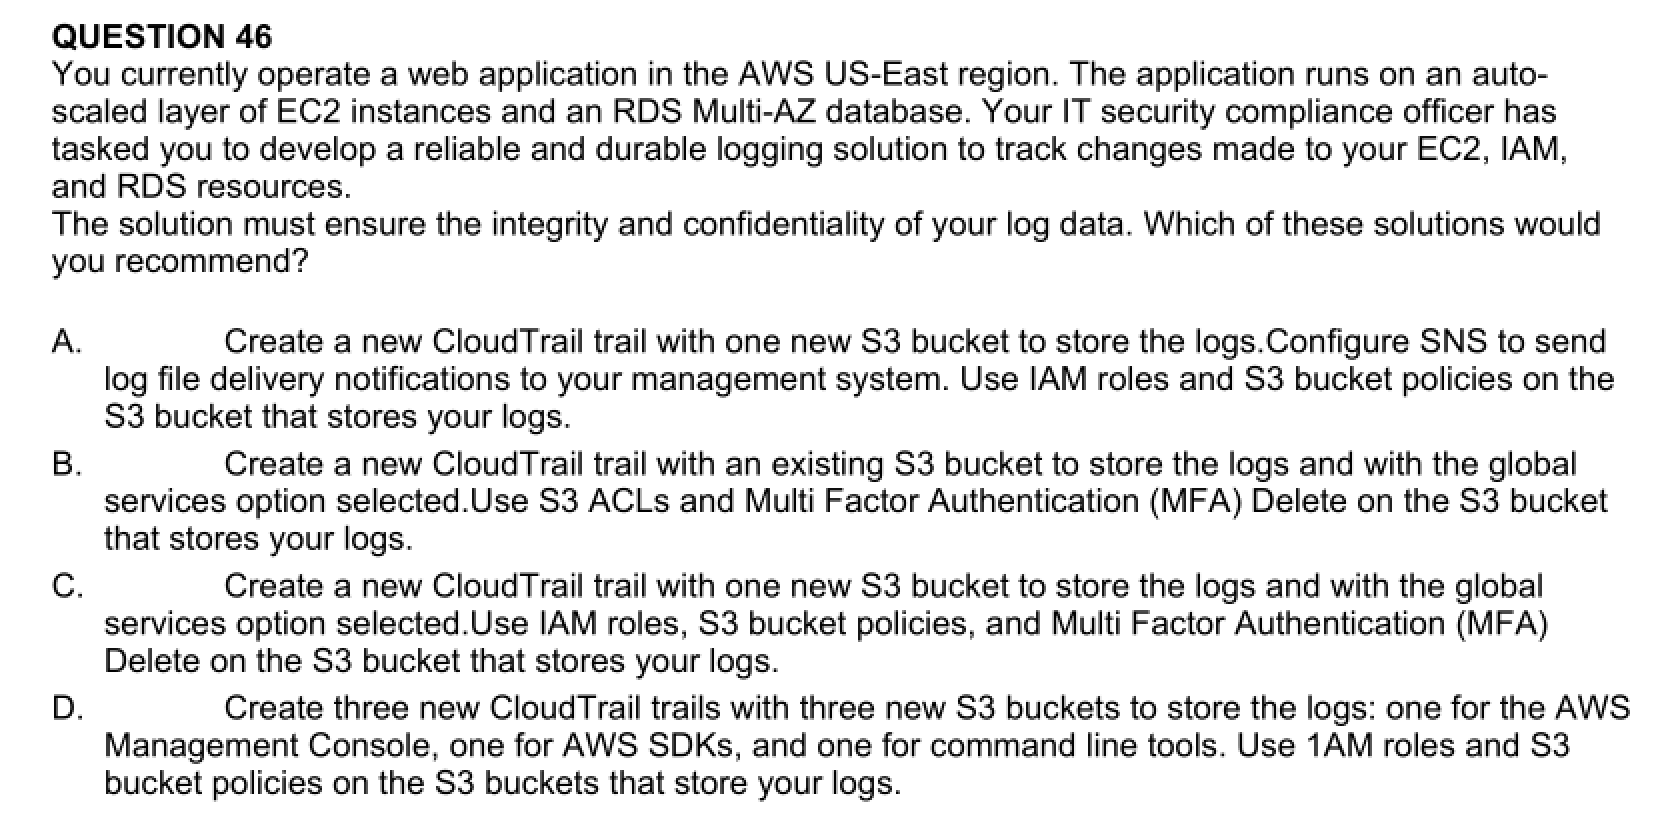 QUESTION 46
You currently operate a web application in the AWS US-East region. The application runs on an auto-
scaled layer of EC2 instances and an RDS Multi-AZ database. Your IT security compliance officer has
tasked you to develop a reliable and durable logging solution to track changes made to your EC2, IAM,
and RDS resources.
The solution must ensure the integrity and confidentiality of your log data. Which of these solutions would
you recommend?
A. Create a new CloudTrail trail with one new S3 bucket to store the logs.Configure SNS to send
log file delivery notifications to your management system. Use IAM roles and S3 bucket policies on the
S3 bucket that stores your logs.
B. Create a new CloudTrail trail with an existing S3 bucket to store the logs and with the global
services option selected.Use S3 ACLs and Multi Factor Authentication (MFA) Delete on the S3 bucket
that stores your logs.
C. Create a new CloudTrail trail with one new S3 bucket to store the logs and with the global
services option selected.Use IAM roles, S3 bucket policies, and Multi Factor Authentication (MFA)
Delete on the S3 bucket that stores your logs.
D. Create three new CloudTrail trails with three new S3 buckets to store the logs: one for the AWS
Management Console, one for AWS SDKs, and one for command line tools. Use 1AM roles and S3
bucket policies on the S3 buckets that store your logs.